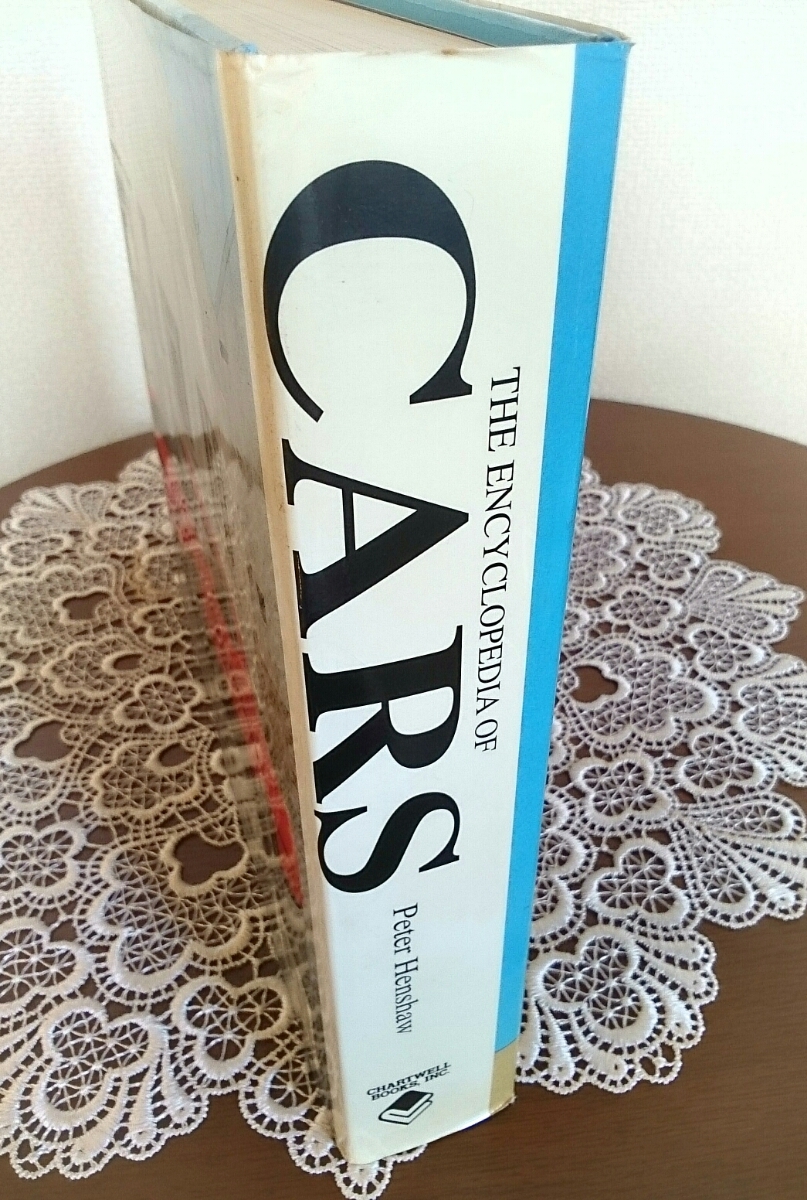 THE ENCYCLOPEDIA OF
CARS
Peter Henshaw
CHARTWELL
BOOKS, INC.